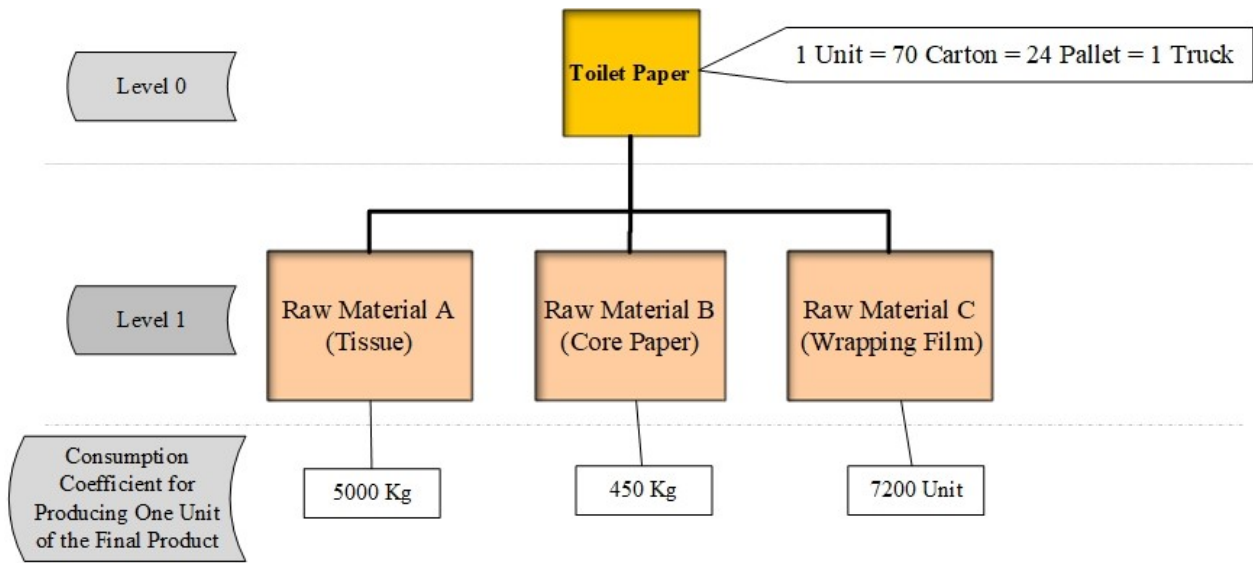 Level 0
Toilet Paper
1 Unit = 70 Carton = 24 Pallet = 1 Truck
Level 1
Raw Material A
(Tissue)
Raw Material B
(Core Paper)
Raw Material C
(Wrapping Film)
Consumption
Coefficient for
Producing One Unit
of the Final Product
5000 Kg
450 Kg
7200 Unit